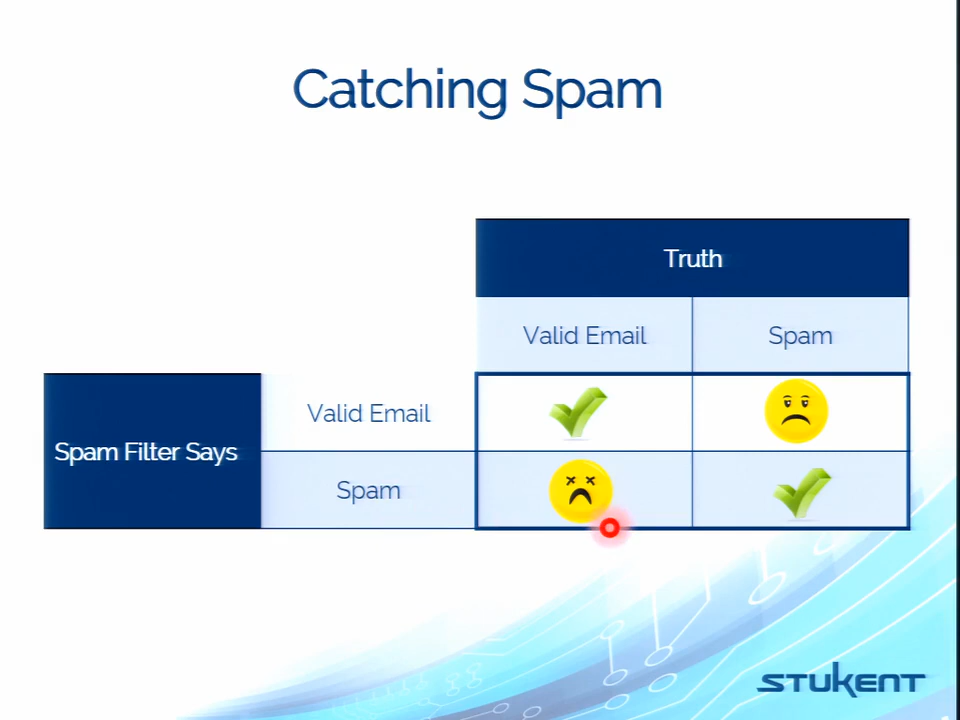 Catching Spam
Truth
Valid Email
Spam
Spam Filter Says
Valid Email
Spam
STUKENT